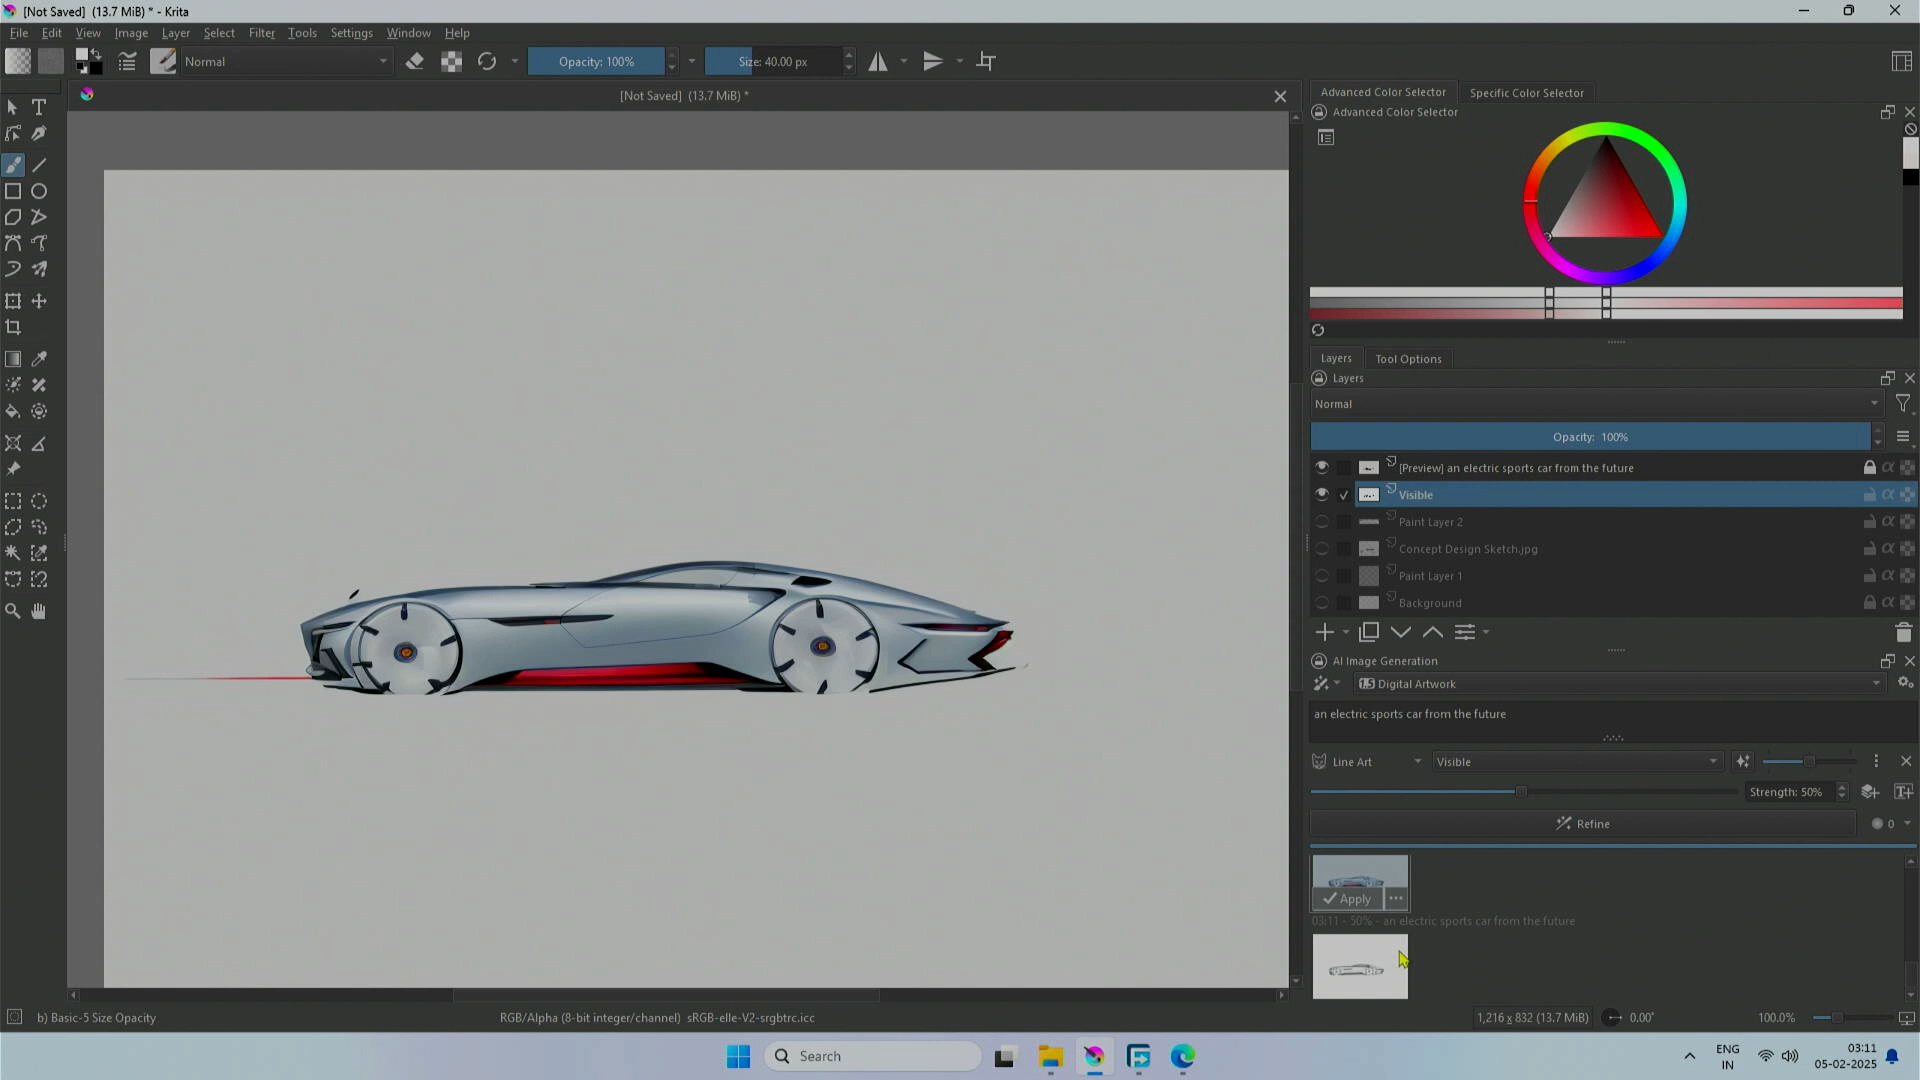 [Not Saved]  (13.7 MiB) * - Krita
File  Edit  View  Image  Layer  Select  Filter  Tools  Settings  Window  Help
Normal  Opacity: 100%  Size: 40.00 px
[Not Saved]  (13.7 MiB) *
Advanced Color Selector  Specific Color Selector
Advanced Color Selector
Layers  Tool Options
Layers
Normal
Opacity:  100%
[Preview] an electric sports car from the future
Visible
Paint Layer 2
Concept Design Sketch.jpg
Paint Layer 1
Background
AI Image Generation
1.5 Digital Artwork
an electric sports car from the future
Line Art  Visible
Strength: 50%
Refine  0
Apply
03:11 - 50% - an electric sports car from the future
b) Basic-5 Size Opacity  RGB/Alpha (8-bit integer/channel)  sRGB-elle-V2-srgbtrc.icc  1,216 x 832 (13.7 MiB)  0.00°  100.0%
Search
ENG
IN
03:11
05-02-2025